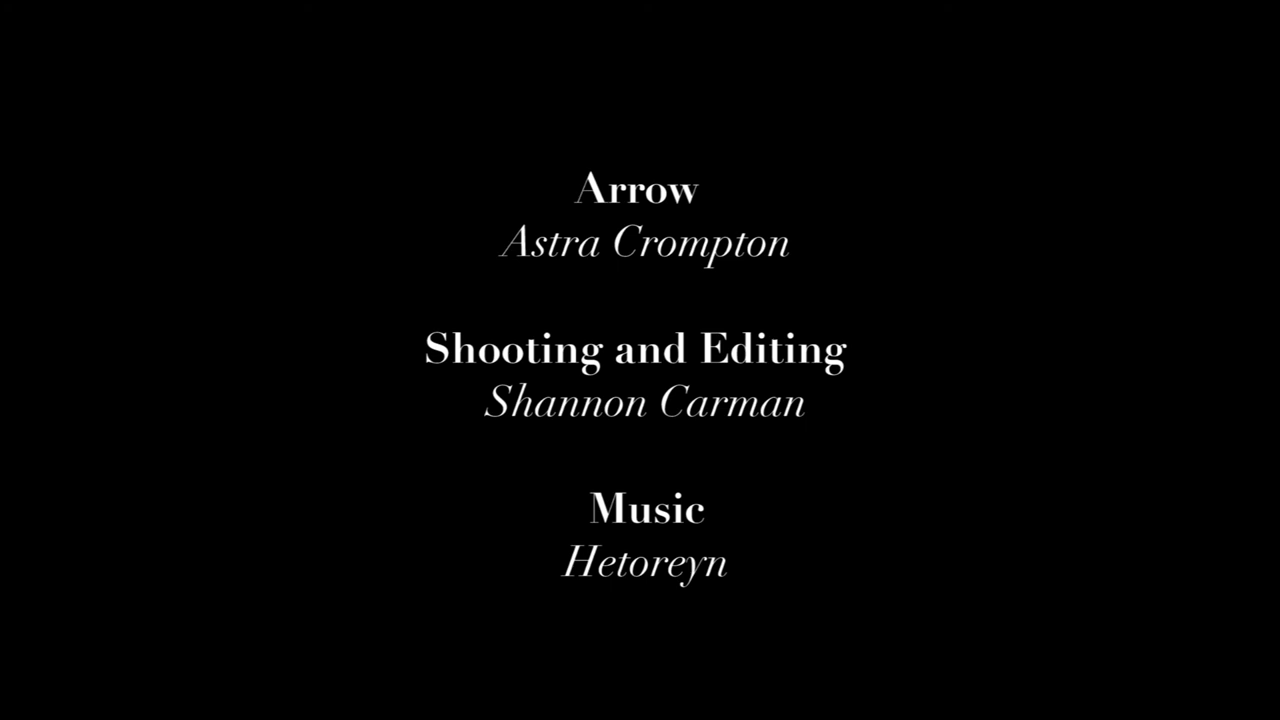 Arrow
Astra Crompton
Shooting and Editing
Shannon Carman
Music
Hetoreyn